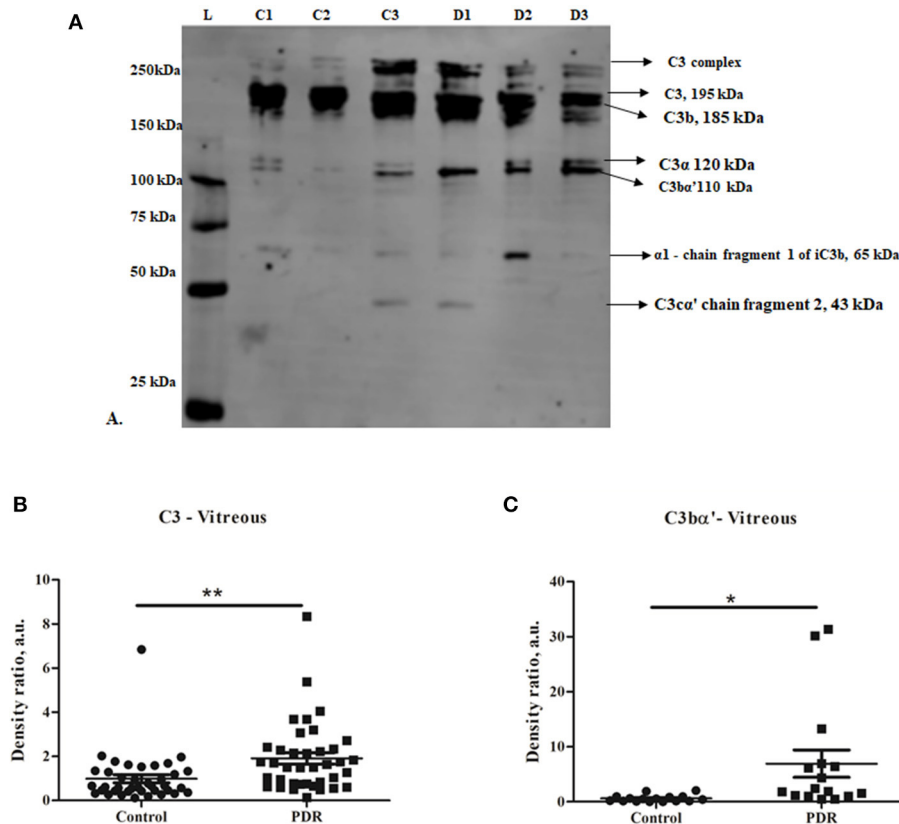 A
L C1 C2 C3 D1 D2 D3
250kDa
150 kDa
100 kDa
75 kDa
50 kDa
25 kDa
C3 complex
C3, 195 kDa
C3b, 185 kDa
C3α 120 kDa
C3bα'110 kDa
α1 - chain fragment 1 of iC3b, 65 kDa
C3cα' chain fragment 2, 43 kDa
A.
B
C3 - Vitreous
Density ratio, a.u.
10
8
6
4
2
0
**
Control PDR
C
C3bα'- Vitreous
Density ratio, a.u.
40
30
20
10
0
*
Control PDR